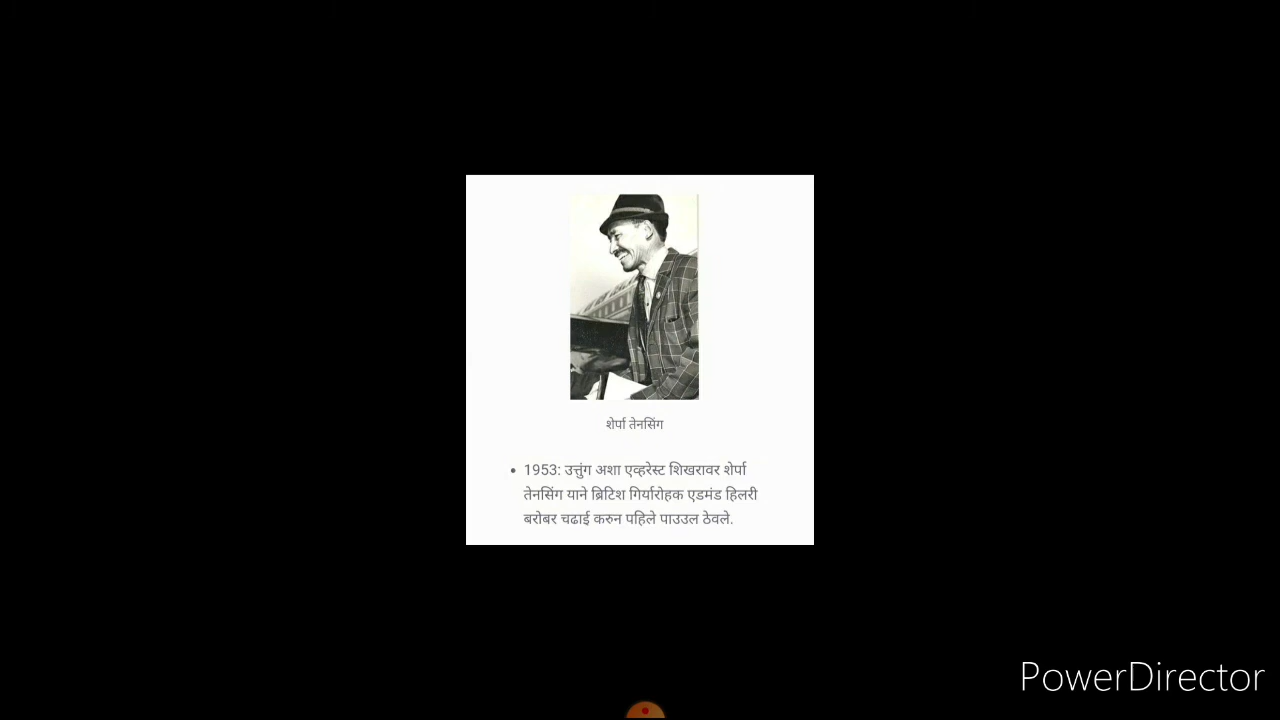 शेर्पा तेनसिंग
• 1953: उत्तुंग अशा एव्हरेस्ट शिखरावर शेर्पा
तेनसिंग याने ब्रिटिश गिर्यारोहक एडमंड हिलरी
बरोबर चढाई करुन पहिले पाउउल ठेवले.
PowerDirector